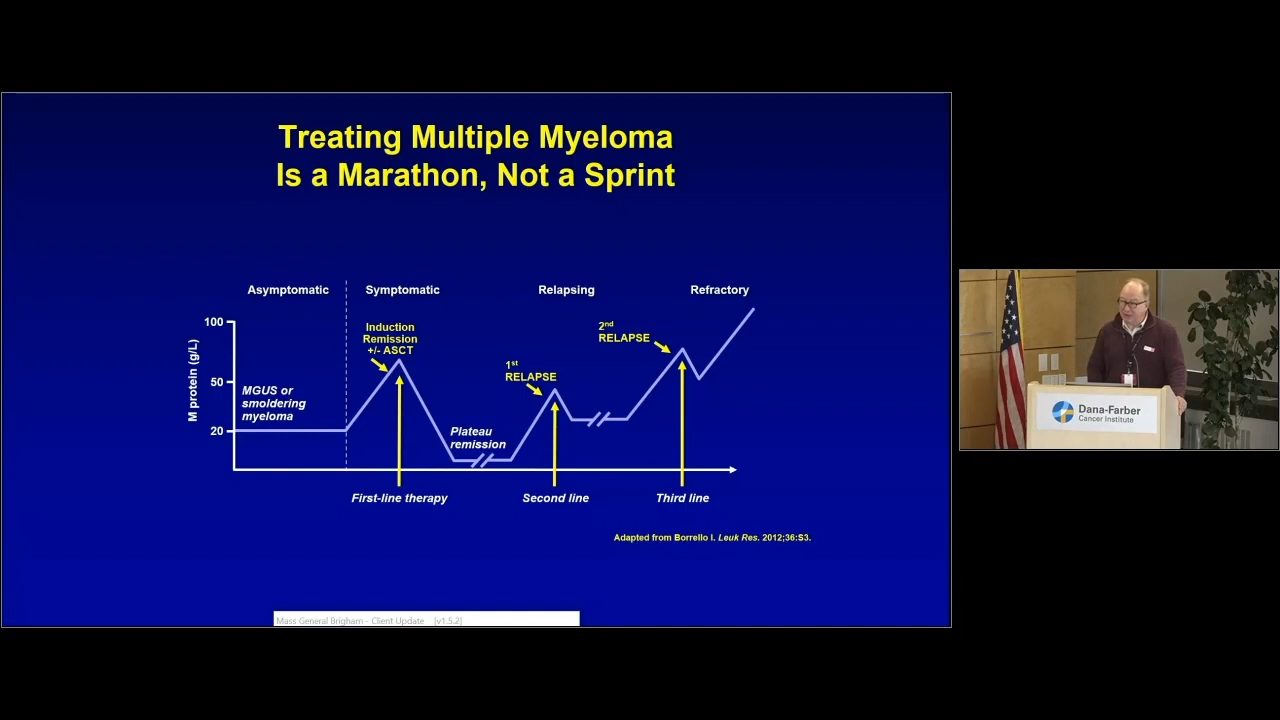 Treating Multiple Myeloma
Is a Marathon, Not a Sprint
Asymptomatic
Symptomatic
Relapsing
Refractory
M protein (g/L)
100
50
20
MGUS or
smoldering
myeloma
Induction
Remission
+/- ASCT
Plateau
remission
1st
RELAPSE
2nd
RELAPSE
First-line therapy
Second line
Third line
Adapted from Borrello I. Leuk Res. 2012;36:S3.
Mass General Brigham - Client Update [v1.5.2]
Dana-Farber
Cancer Institute